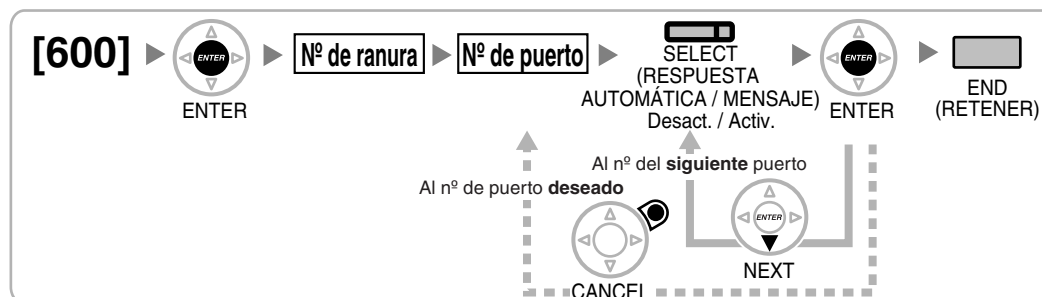 [600]
ENTER
ENTER
Nº de ranura
Nº de puerto
SELECT
(RESPUESTA
AUTOMÁTICA / MENSAJE)
Desact. / Activ.
ENTER
ENTER
END
(RETENER)
Al nº del siguiente puerto
Al nº de puerto deseado
ENTER
NEXT
CANCEL